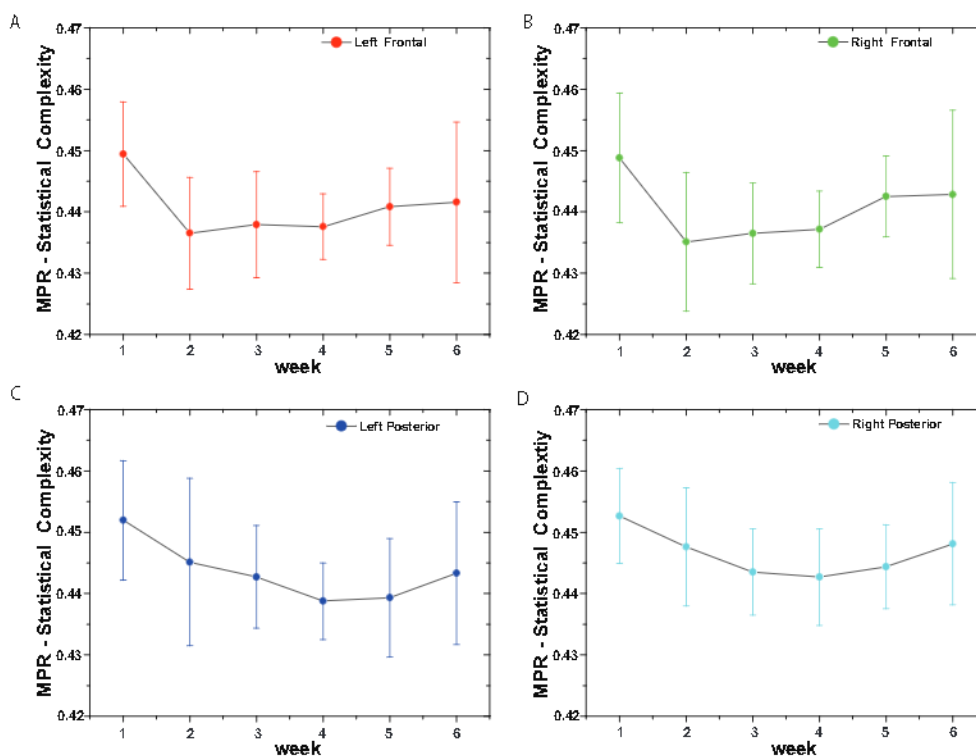 A
MPR - Statistical Complexity
0.47
0.46
0.45
0.44
0.43
0.42
Left Frontal
1 2 3 4 5 6
week
B
MPR - Statistical Complexity
0.47
0.46
0.45
0.44
0.43
0.42
Right Frontal
1 2 3 4 5 6
week
C
MPR - Statistical Complexity
0.47
0.46
0.45
0.44
0.43
0.42
Left Posterior
1 2 3 4 5 6
week
D
MPR - Statistical Complextiy
0.47
0.46
0.45
0.44
0.43
0.42
Right Posterior
1 2 3 4 5 6
week